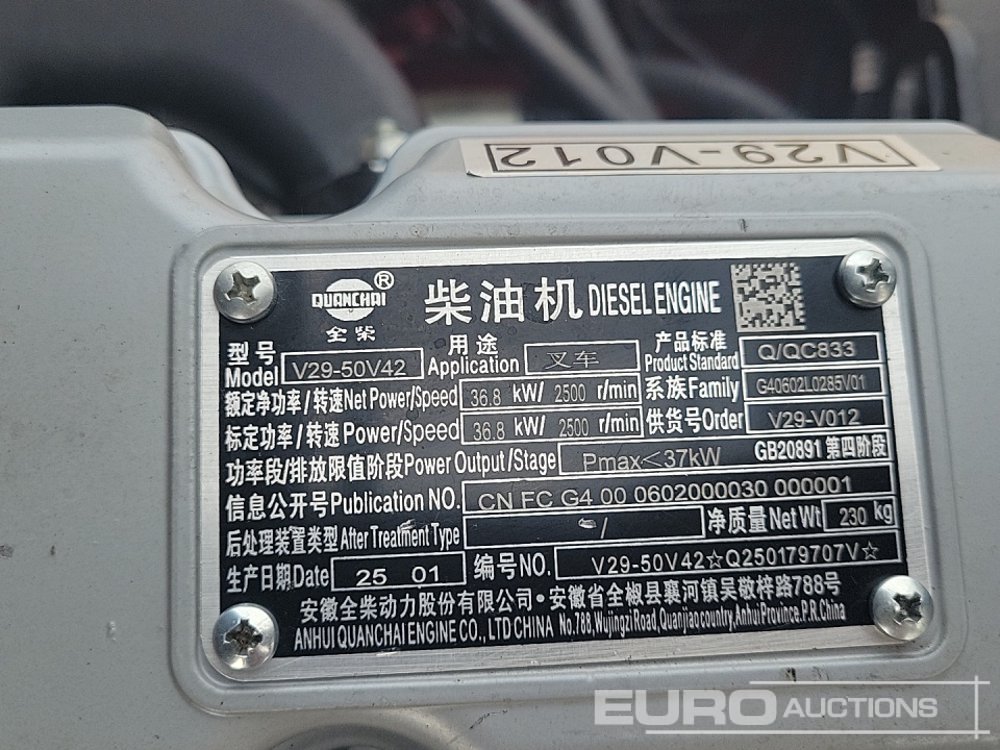 V29-V012
QUANCHAI ®
全柴
柴油机 DIESEL ENGINE
型号 Model V29-50V42 用途 Application 叉车 产品标准 Product Standard Q/QC833
额定净功率/转速 Net Power/Speed 36.8 kW/ 2500 r/min 系族 Family G40602L0285V01
标定功率/转速 Power/Speed 36.8 kW/ 2500 r/min 供货号 Order V29-V012
功率段/排放限值阶段 Power Output/Stage Pmax<37kW GB20891 第四阶段
信息公开号 Publication NO. CN FC G4 00 0602000030 000001
后处理装置类型 After Treatment Type / 净质量 Net Wt 230 kg
生产日期 Date 25 01 编号 NO. V29-50V42☆Q250179707V☆
安徽全柴动力股份有限公司·安徽省全椒县襄河镇吴敬梓路788号
ANHUI QUANCHAI ENGINE CO., LTD CHINA No.788, Wujingzi Road, Quanjiao country, Anhui Province. P.R. China
EURO AUCTIONS